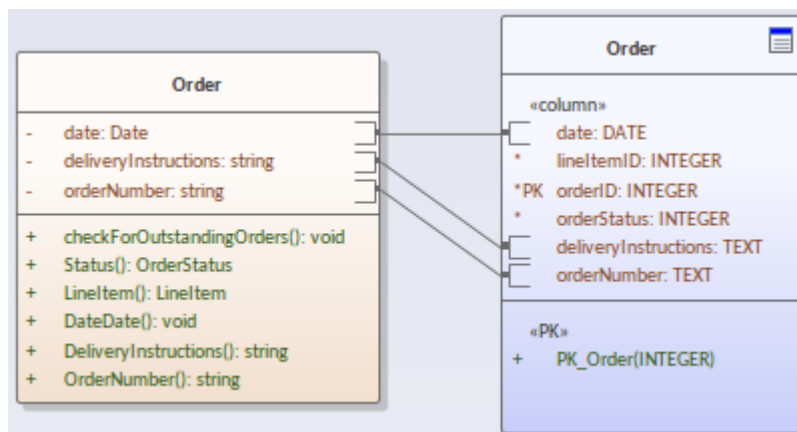 Order
- date: Date
- deliveryInstructions: string
- orderNumber: string
+ checkForOutstandingOrders(): void
+ Status(): OrderStatus
+ LineItem(): LineItem
+ DateDate(): void
+ DeliveryInstructions(): string
+ OrderNumber(): string
Order
«column»
date: DATE
* lineItemID: INTEGER
*PK orderID: INTEGER
* orderStatus: INTEGER
deliveryInstructions: TEXT
orderNumber: TEXT
«PK»
+ PK_Order(INTEGER)